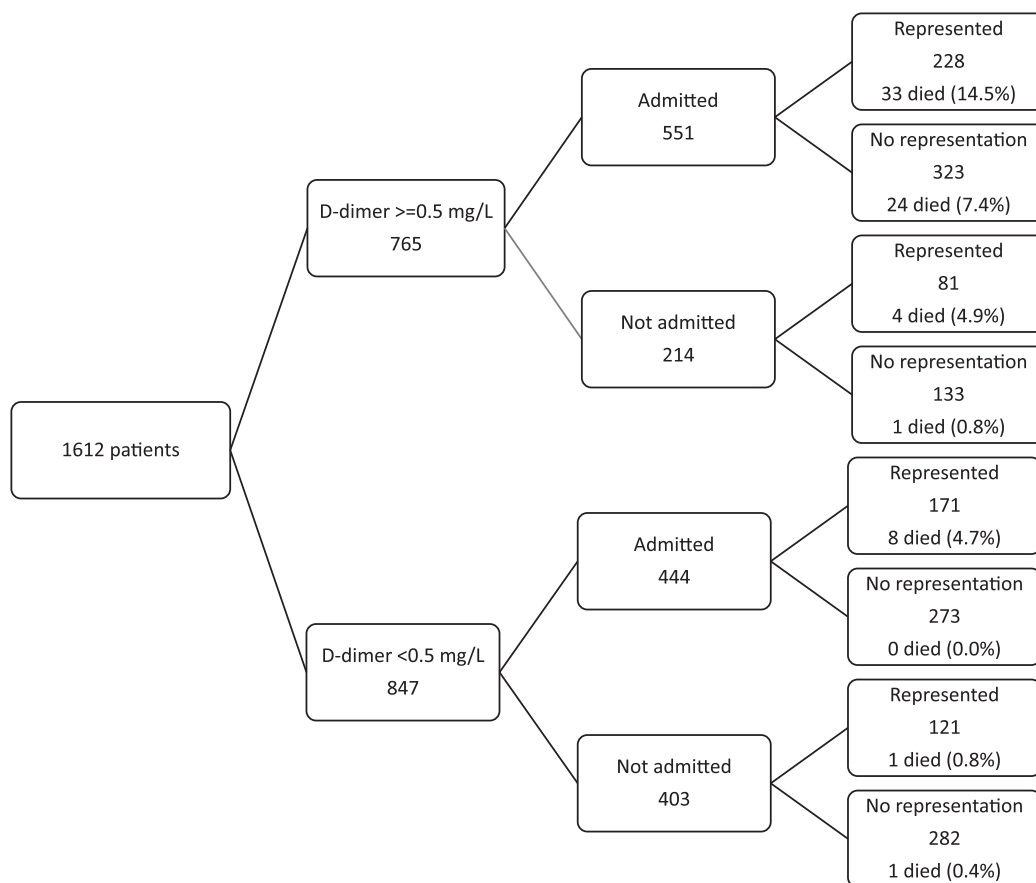 1612 patients
D-dimer >=0.5 mg/L
765
Admitted
551
Represented
228
33 died (14.5%)
No representation
323
24 died (7.4%)
Not admitted
214
Represented
81
4 died (4.9%)
No representation
133
1 died (0.8%)
D-dimer <0.5 mg/L
847
Admitted
444
Represented
171
8 died (4.7%)
No representation
273
0 died (0.0%)
Not admitted
403
Represented
121
1 died (0.8%)
No representation
282
1 died (0.4%)